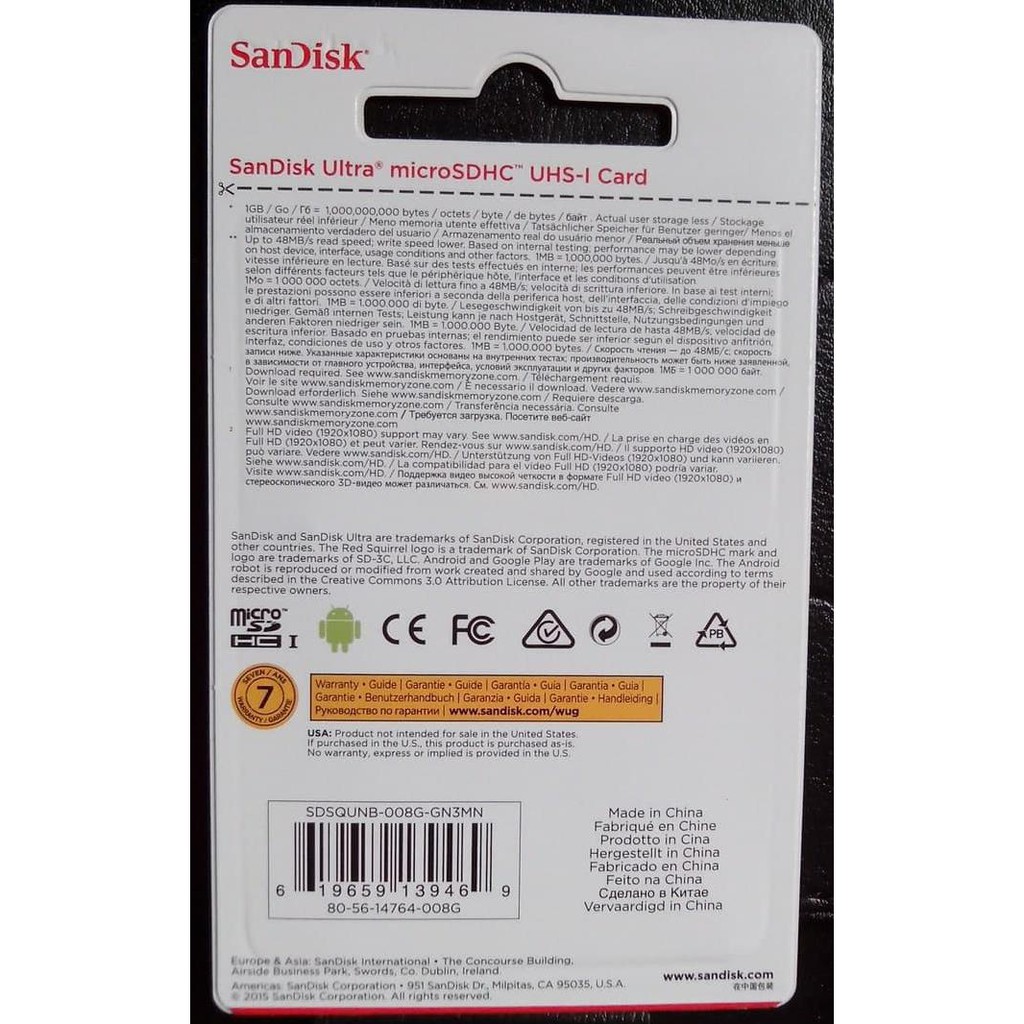 SanDisk®
SanDisk Ultra® microSDHC™ UHS-I Card
* 1GB / Go / Гб = 1,000,000,000 bytes / octets / byte / de bytes / байт . Actual user storage less / Stockage
utilisateur réel inférieur / Meno memoria utente effettiva / Tatsächlicher Speicher für Benutzer geringer/ Menos el
almacenamiento verdadero del usuario / Armazenamento real do usuário menor / Реальный объем хранения меньше
** Up to 48MB/s read speed; write speed lower. Based on internal testing; performance may be lower depending
on host device, interface, usage conditions and other factors. 1MB = 1,000,000 bytes. / Jusqu'à 48Mo/s en écriture,
vitesse inférieure en lecture. Basé sur des tests effectués en interne; les performances peuvent être inférieures
selon différents facteurs tels que le périphérique hôte, l'interface et les conditions d'utilisation
1Mo = 1 000 000 octets. / Velocità di lettura fino a 48MB/s; velocità di scrittura inferiore. In base ai test interni;
le prestazioni possono essere inferiori a seconda della periferica host, dell'interfaccia, delle condizioni d'impiego
e di altri fattori. 1MB = 1.000.000 di byte. / Lesegeschwindigkeit von bis zu 48MB/s; Schreibgeschwindigkeit
niedriger. Gemäß internen Tests; Leistung kann je nach Hostgerät, Schnittstelle, Nutzungsbedingungen und
anderen Faktoren niedriger sein. 1MB = 1.000.000 Byte. / Velocidad de lectura de hasta 48MB/s; velocidad de
escritura inferior. Basado en pruebas internas; el rendimiento puede ser inferior según el dispositivo anfitrión,
interfaz, condiciones de uso y otros factores. 1MB = 1.000.000 bytes. / Скорость чтения — до 48МБ/с; скорость
записи ниже. Указанные характеристики основаны на внутренних тестах; производительность может быть ниже заявленной,
в зависимости от главного устройства, интерфейса, условий эксплуатации и других факторов. 1МБ = 1 000 000 байт.
1 Download required. See www.sandiskmemoryzone.com. / Téléchargement requis.
Voir le site www.sandiskmemoryzone.com / È necessario il download. Vedere www.sandiskmemoryzone.com /
Download erforderlich. Siehe www.sandiskmemoryzone.com / Requiere descarga.
Consulte www.sandiskmemoryzone.com / Transferência necessária. Consulte
www.sandiskmemoryzone.com / Требуется загрузка. Посетите веб-сайт
www.sandiskmemoryzone.com
2 Full HD video (1920x1080) support may vary. See www.sandisk.com/HD. / La prise en charge des vidéos en
Full HD (1920x1080) et peut varier. Rendez-vous sur www.sandisk.com/HD. / Il supporto HD video (1920x1080)
può variare. Vedere www.sandisk.com/HD. / Unterstützung von Full HD-Videos (1920x1080) und kann variieren.
Siehe www.sandisk.com/HD. / La compatibilidad para el video Full HD (1920x1080) podría variar.
Visite www.sandisk.com/HD. / Поддержка видео высокой четкости в формате Full HD video (1920x1080) и
стереоскопического 3D-видео может различаться. См. www.sandisk.com/HD.
SanDisk and SanDisk Ultra are trademarks of SanDisk Corporation, registered in the United States and
other countries. The Red Squirrel logo is a trademark of SanDisk Corporation. The microSDHC mark and
logo are trademarks of SD-3C, LLC. Android and Google Play are trademarks of Google Inc. The Android
robot is reproduced or modified from work created and shared by Google and used according to terms
described in the Creative Commons 3.0 Attribution License. All other trademarks are the property of their
respective owners.
micro SD HC I CE FC PB
SEVEN / ANS
7
WARRANTY / GARANTIE
Warranty • Guide | Garantie • Guide | Garantía • Guía | Garantia • Guia |
Garantie • Benutzerhandbuch | Garanzia • Guida | Garantie • Handleiding |
Руководство по гарантии | www.sandisk.com/wug
USA: Product not intended for sale in the United States.
If purchased in the U.S., this product is purchased as-is.
No warranty, express or implied is provided in the U.S.
SDSQUNB-008G-GN3MN
6 19659 13946 9
80-56-14764-008G
Made in China
Fabriqué en Chine
Prodotto in Cina
Hergestellt in China
Fabricado en China
Feito na China
Сделано в Китае
Vervaardigd in China
Europe & Asia: SanDisk International • The Concourse Building,
Airside Business Park, Swords, Co. Dublin, Ireland.
Americas: SanDisk Corporation • 951 SanDisk Dr., Milpitas, CA 95035, U.S.A.
© 2015 SanDisk Corporation. All rights reserved.
www.sandisk.com
在中国包装